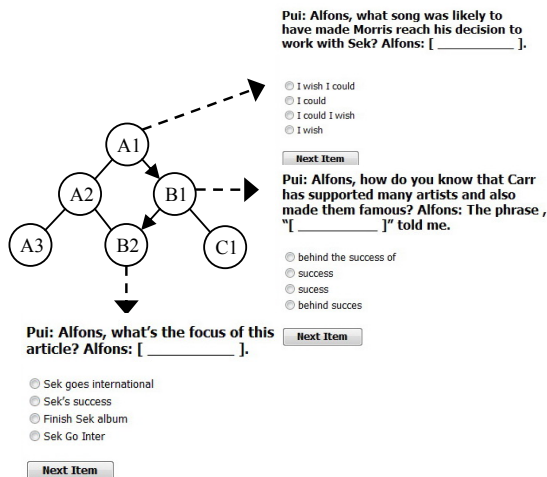 Pui: Alfons, what song was likely to
have made Morris reach his decision to
work with Sek? Alfons: [ __________ ].
I wish I could
I could
I could I wish
I wish
Next Item
A1
A2
B1
A3
B2
C1
Pui: Alfons, how do you know that Carr
has supported many artists and also
made them famous? Alfons: The phrase ,
“[ __________ ]” told me.
behind the success of
success
sucess
behind succes
Next Item
Pui: Alfons, what’s the focus of this
article? Alfons: [ ___________ ].
Sek goes international
Sek’s success
Finish Sek album
Sek Go Inter
Next Item